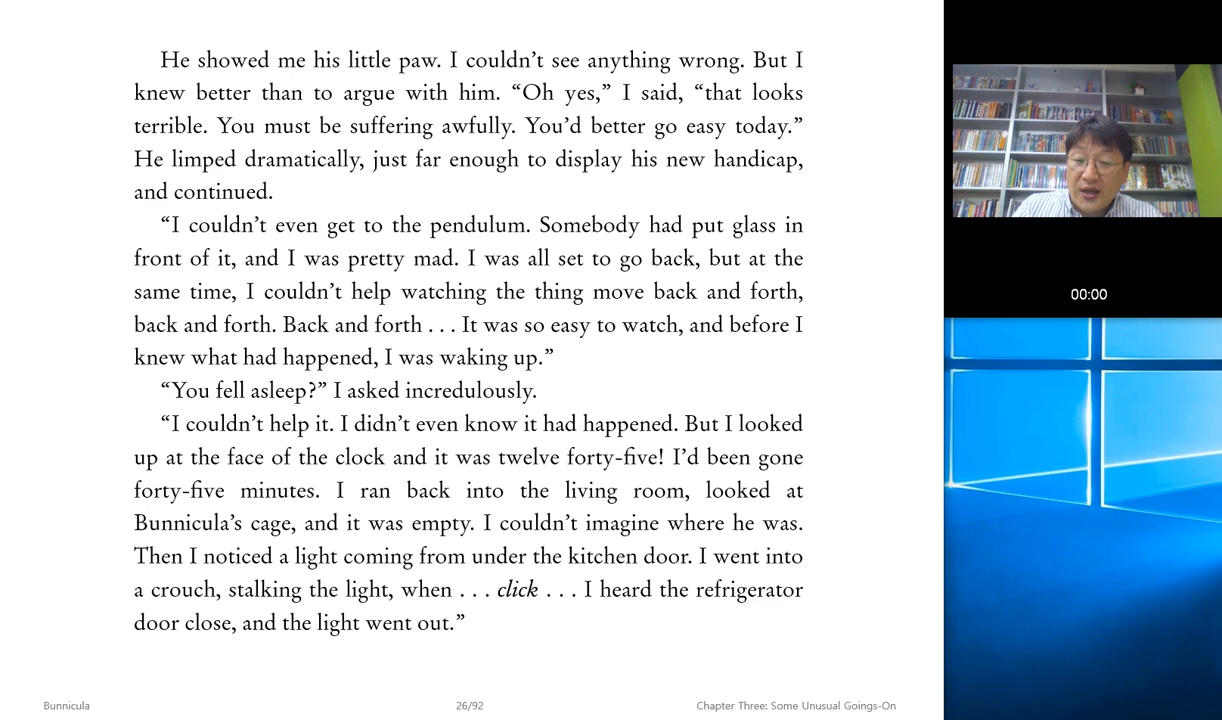 He showed me his little paw. I couldn’t see anything wrong. But I
knew better than to argue with him. “Oh yes,” I said, “that looks
terrible. You must be suffering awfully. You’d better go easy today.”
He limped dramatically, just far enough to display his new handicap,
and continued.
“I couldn’t even get to the pendulum. Somebody had put glass in
front of it, and I was pretty mad. I was all set to go back, but at the
same time, I couldn’t help watching the thing move back and forth,
back and forth. Back and forth . . . It was so easy to watch, and before I
knew what had happened, I was waking up.”
“You fell asleep?” I asked incredulously.
“I couldn’t help it. I didn’t even know it had happened. But I looked
up at the face of the clock and it was twelve forty-five! I’d been gone
forty-five minutes. I ran back into the living room, looked at
Bunnicula’s cage, and it was empty. I couldn’t imagine where he was.
Then I noticed a light coming from under the kitchen door. I went into
a crouch, stalking the light, when . . . click . . . I heard the refrigerator
door close, and the light went out.”
Bunnicula
26/92
Chapter Three: Some Unusual Goings-On
00:00